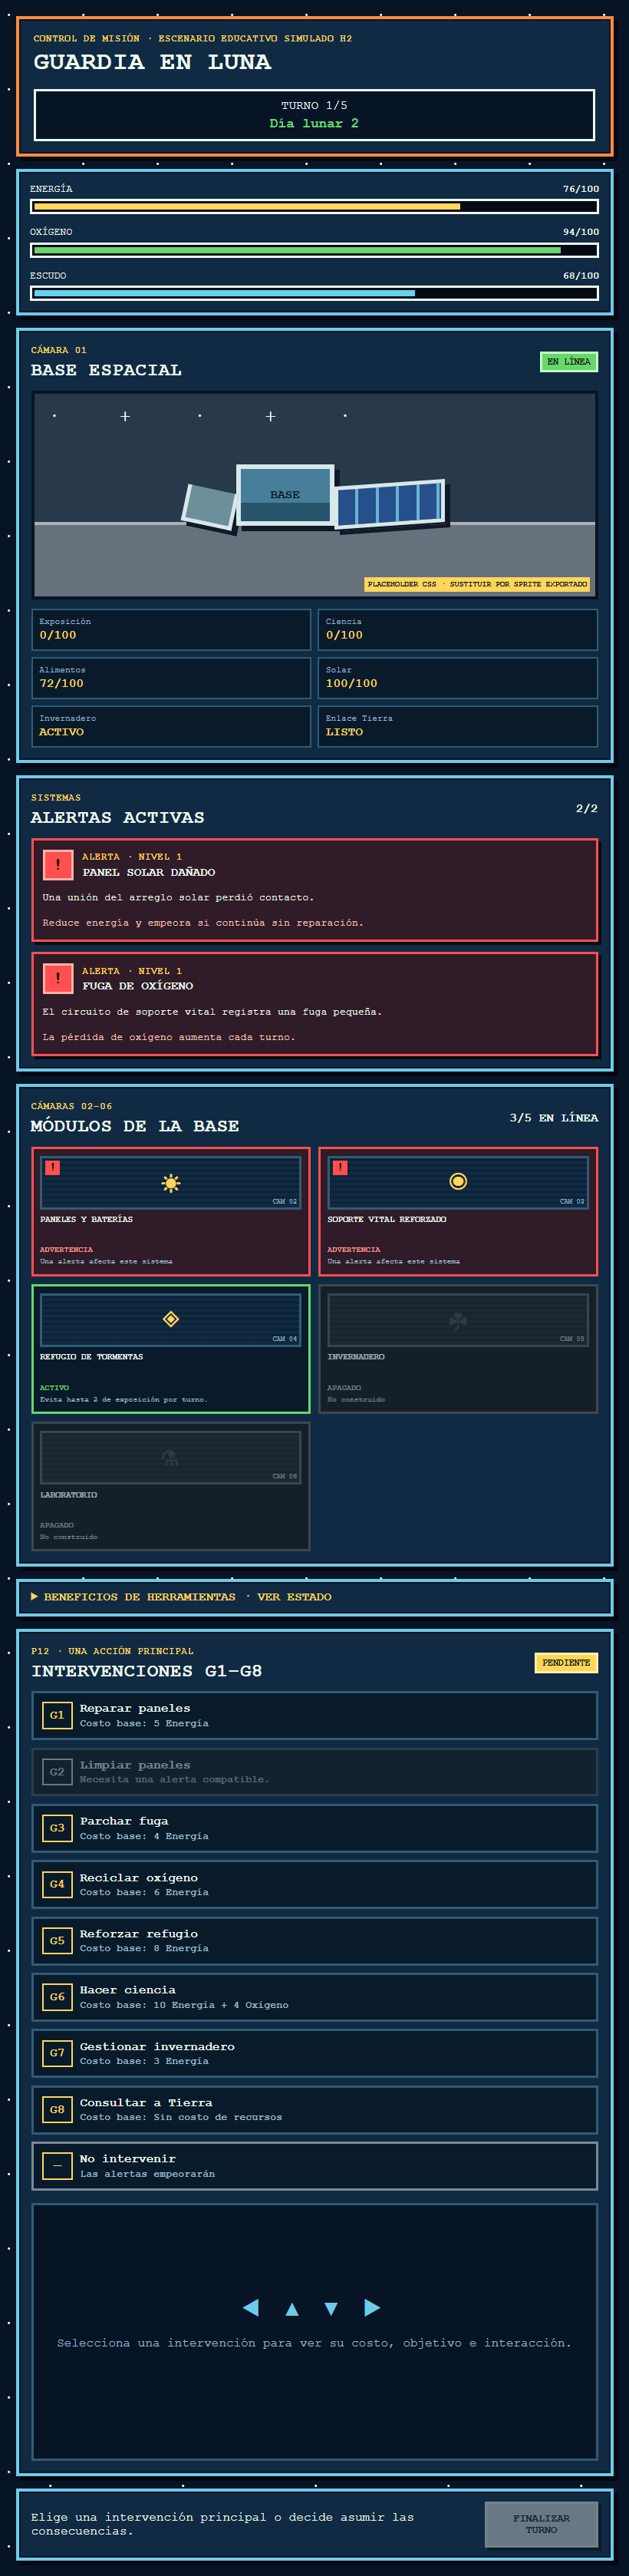 CONTROL DE MISIÓN · ESCENARIO EDUCATIVO SIMULADO H2
GUARDIA EN LUNA
TURNO 1/5
Día lunar 2
ENERGÍA 76/100
OXÍGENO 94/100
ESCUDO 68/100
CÁMARA 01
BASE ESPACIAL
EN LÍNEA
BASE
PLACEHOLDER CSS · SUSTITUIR POR SPRITE EXPORTADO
Exposición
0/100
Ciencia
0/100
Alimentos
72/100
Solar
100/100
Invernadero
ACTIVO
Enlace Tierra
LISTO
SISTEMAS
ALERTAS ACTIVAS
2/2
!
ALERTA · NIVEL 1
PANEL SOLAR DAÑADO
Una unión del arreglo solar perdió contacto.
Reduce energía y empeora si continúa sin reparación.
!
ALERTA · NIVEL 1
FUGA DE OXÍGENO
El circuito de soporte vital registra una fuga pequeña.
La pérdida de oxígeno aumenta cada turno.
CÁMARAS 02–06
MÓDULOS DE LA BASE
3/5 EN LÍNEA
!
CAM 02
PANELES Y BATERÍAS
ADVERTENCIA
Una alerta afecta este sistema
!
CAM 03
SOPORTE VITAL REFORZADO
ADVERTENCIA
Una alerta afecta este sistema
CAM 04
REFUGIO DE TORMENTAS
ACTIVO
Evita hasta 2 de exposición por turno.
CAM 05
INVERNADERO
APAGADO
No construido
CAM 06
LABORATORIO
APAGADO
No construido
BENEFICIOS DE HERRAMIENTAS · VER ESTADO
P12 · UNA ACCIÓN PRINCIPAL
INTERVENCIONES G1–G8
PENDIENTE
G1
Reparar paneles
Costo base: 5 Energía
G2
Limpiar paneles
Necesita una alerta compatible.
G3
Parchar fuga
Costo base: 4 Energía
G4
Reciclar oxígeno
Costo base: 6 Energía
G5
Reforzar refugio
Costo base: 8 Energía
G6
Hacer ciencia
Costo base: 10 Energía + 4 Oxígeno
G7
Gestionar invernadero
Costo base: 3 Energía
G8
Consultar a Tierra
Costo base: Sin costo de recursos
—
No intervenir
Las alertas empeorarán
Selecciona una intervención para ver su costo, objetivo e interacción.
Elige una intervención principal o decide asumir las
consecuencias.
FINALIZAR
TURNO